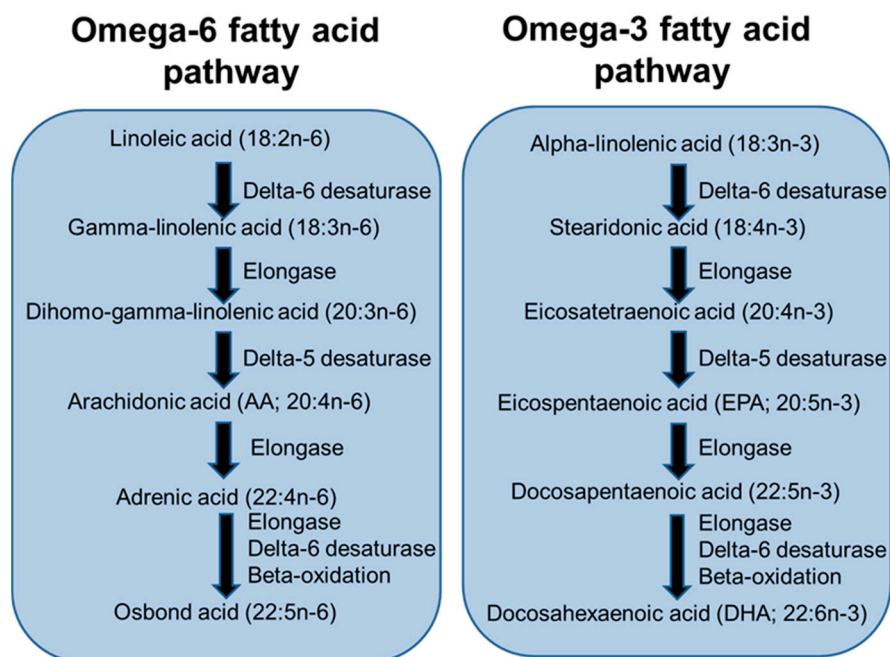 Omega-6 fatty acid
pathway
Linoleic acid (18:2n-6)
Delta-6 desaturase
Gamma-linolenic acid (18:3n-6)
Elongase
Dihomo-gamma-linolenic acid (20:3n-6)
Delta-5 desaturase
Arachidonic acid (AA; 20:4n-6)
Elongase
Adrenic acid (22:4n-6)
Elongase
Delta-6 desaturase
Beta-oxidation
Osbond acid (22:5n-6)
Omega-3 fatty acid
pathway
Alpha-linolenic acid (18:3n-3)
Delta-6 desaturase
Stearidonic acid (18:4n-3)
Elongase
Eicosatetraenoic acid (20:4n-3)
Delta-5 desaturase
Eicospentaenoic acid (EPA; 20:5n-3)
Elongase
Docosapentaenoic acid (22:5n-3)
Elongase
Delta-6 desaturase
Beta-oxidation
Docosahexaenoic acid (DHA; 22:6n-3)